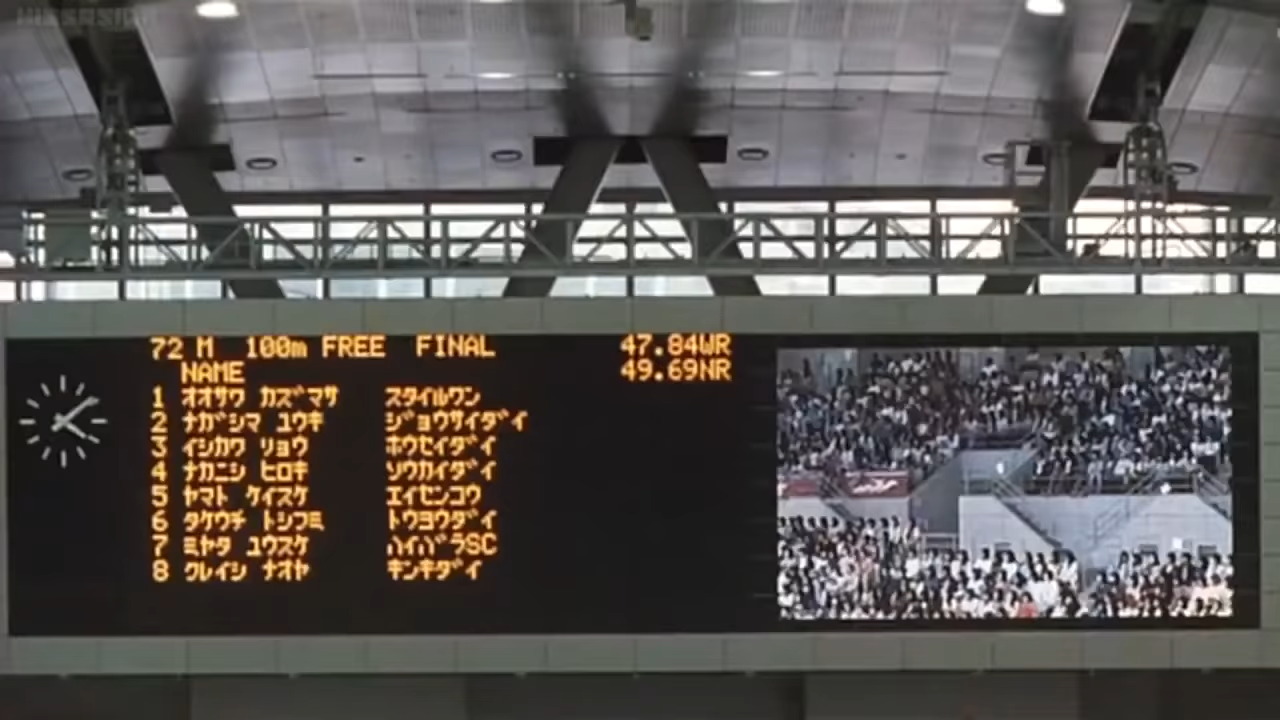 72 M 100m FREE FINAL 47.84WR
NAME 49.69NR
1 オオサワ カズマサ スタイルワン
2 ナガシマ ユウキ ジョウサイダイ
3 イシカワ リョウ ホウセイダイ
4 ナカニシ ヒロキ ソウカイダイ
5 ヤマト ケイスケ エイセンコウ
6 タケウチ トシフミ トウヨウダイ
7 ミヤタ ユウスケ ハイバラSC
8 クレイシ ナオヤ キンキダイ